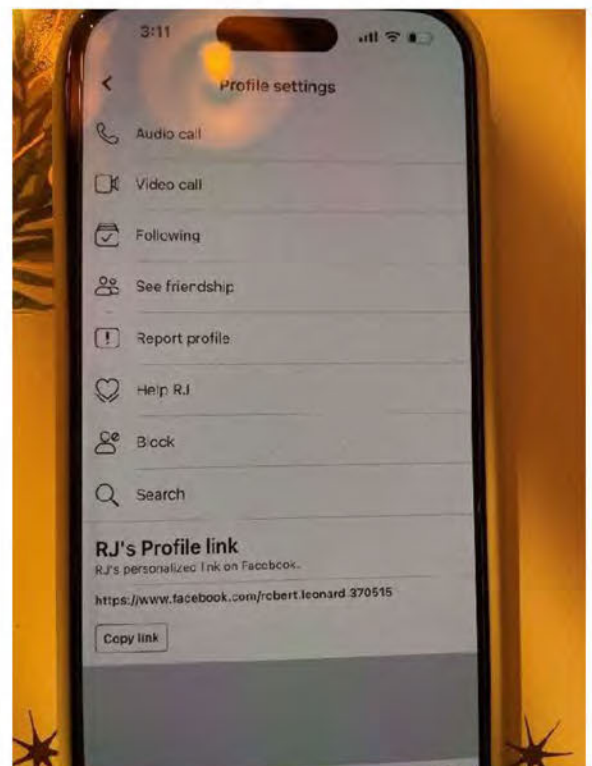 3:11
Profile settings
Audio call
Video call
Following
See friendship
Report profile
Help RJ
Block
Search
RJ's Profile link
RJ's personalized link on Facebook.
https://www.facebook.com/robert.leonard.370515
Copy link